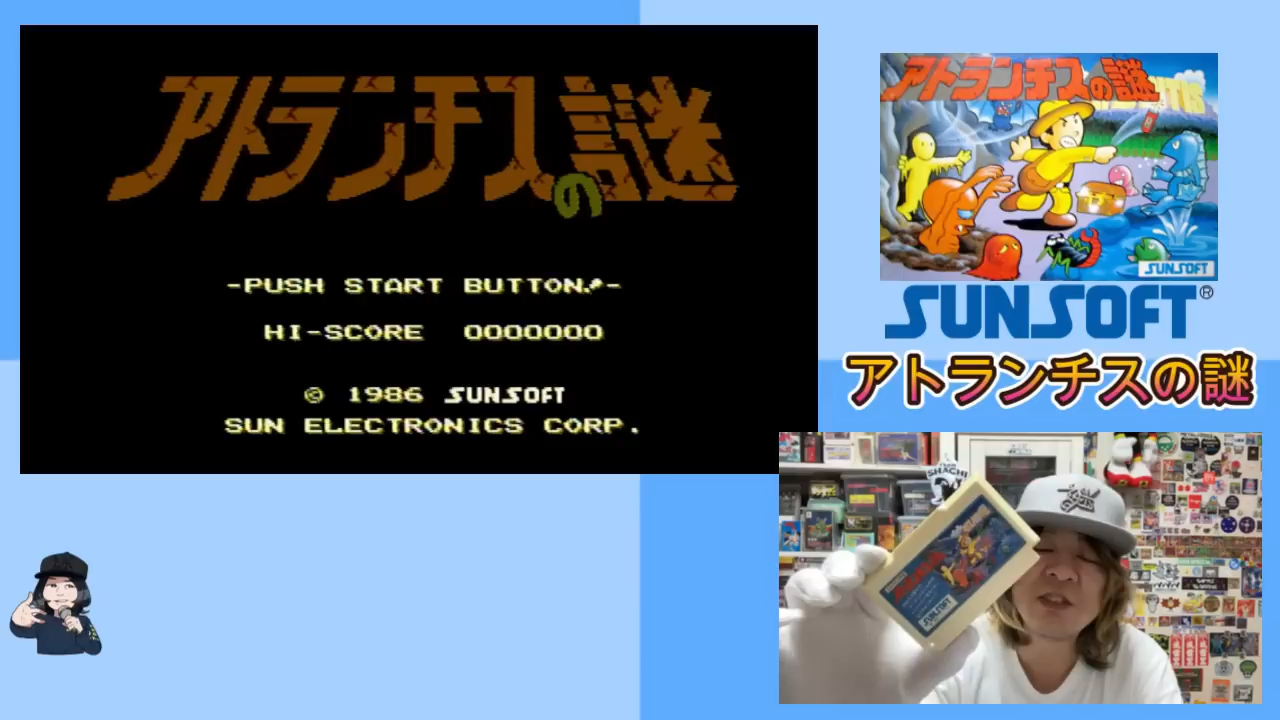 アトランチスの謎
-PUSH START BUTTON.-
HI-SCORE 0000000
© 1986 SUNSOFT
SUN ELECTRONICS CORP.
アトランチスの謎
SUNSOFT
SUNSOFT®
アトランチスの謎
SHACHI
SUNSOFT